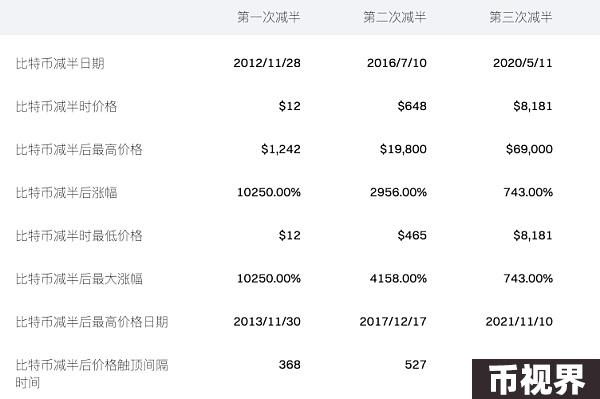 第一次减半 第二次减半 第三次减半
比特币减半日期 2012/11/28 2016/7/10 2020/5/11
比特币减半时价格 $12 $648 $8,181
比特币减半后最高价格 $1,242 $19,800 $69,000
比特币减半后涨幅 10250.00% 2956.00% 743.00%
比特币减半时最低价格 $12 $465 $8,181
比特币减半后最大涨幅 10250.00% 4158.00% 743.00%
比特币减半后最高价格日期 2013/11/30 2017/12/17 2021/11/10
比特币减半后价格触顶间隔 368 527
时间
币视界